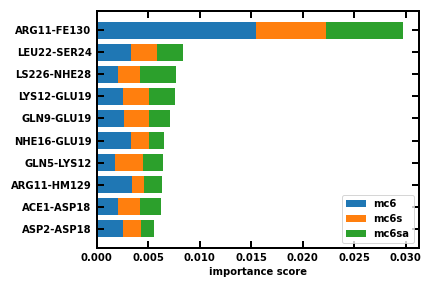 ARG11-FE130
LEU22-SER24
LS226-NHE28
LYS12-GLU19
GLN9-GLU19
NHE16-GLU19
GLN5-LYS12
ARG11-HM129
ACE1-ASP18
ASP2-ASP18
mc6
mc6s
mc6sa
0.000 0.005 0.010 0.015 0.020 0.025 0.030
importance score